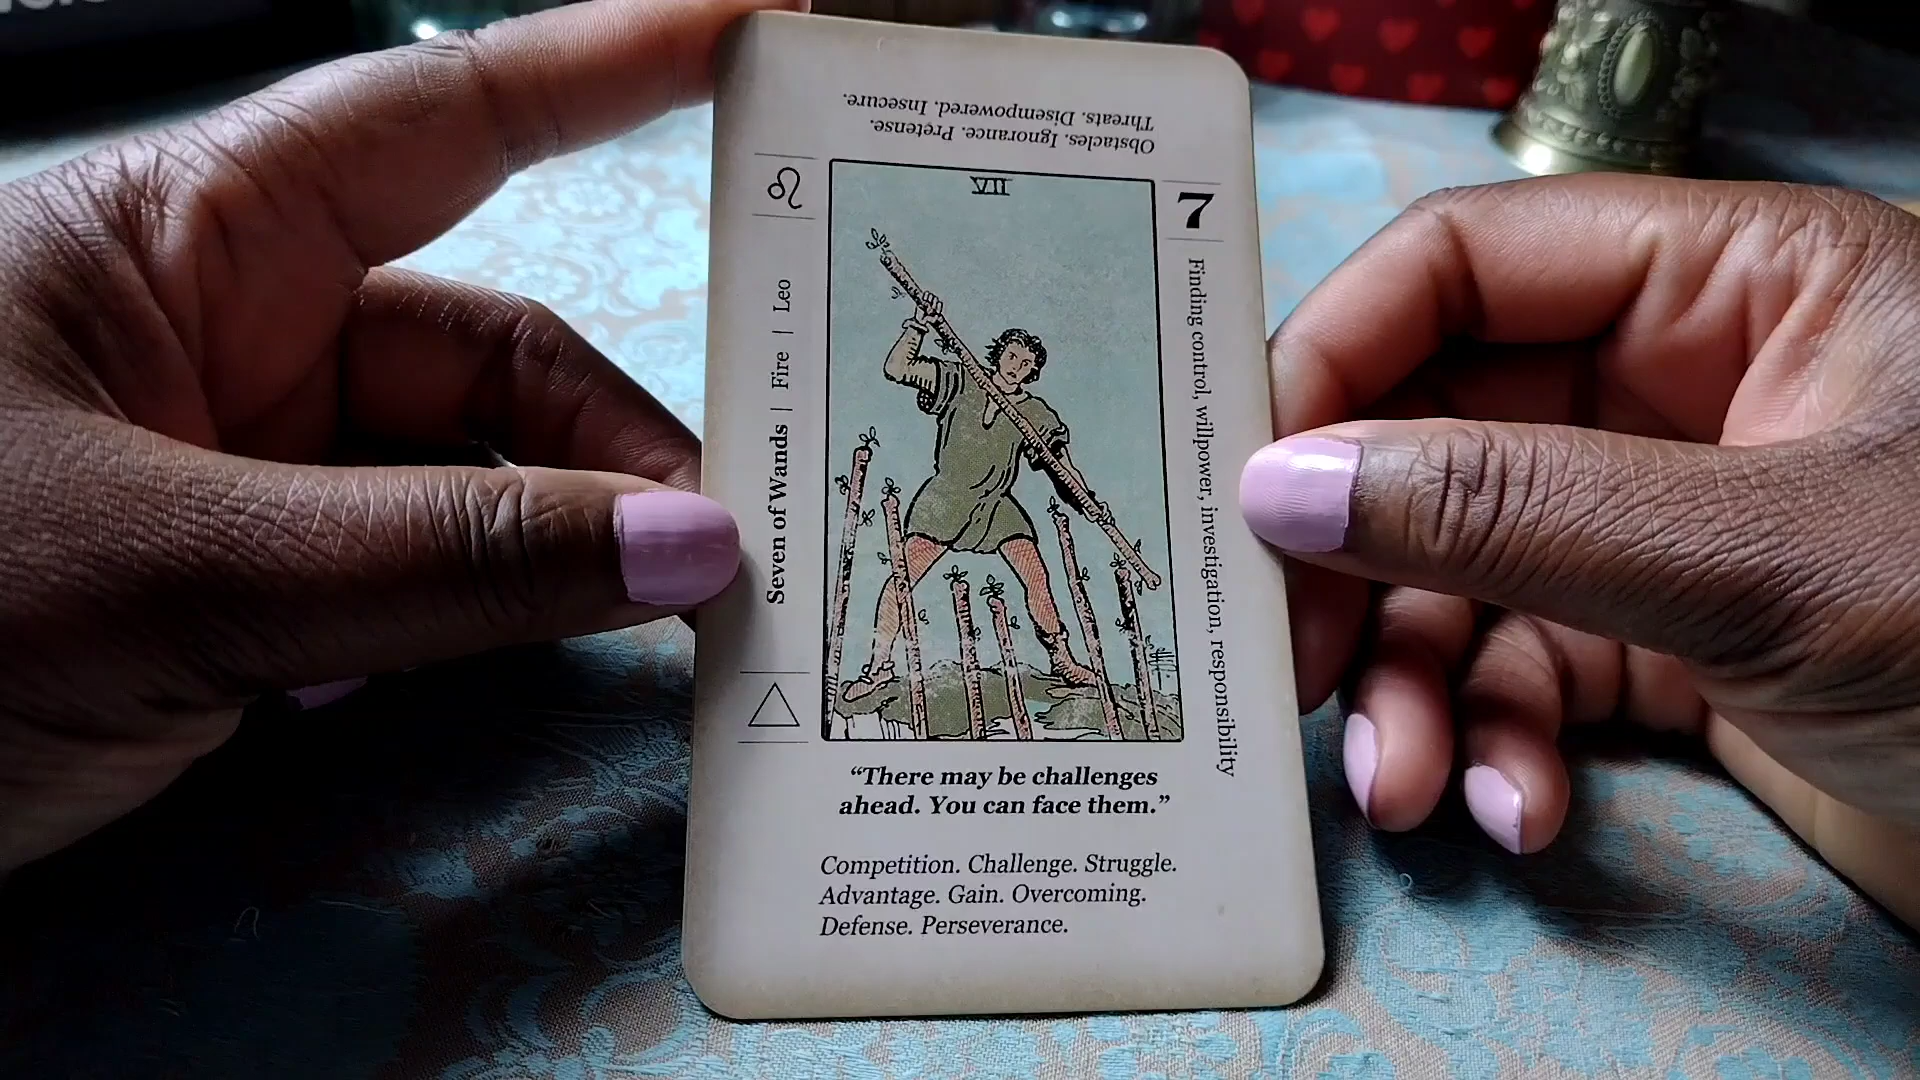 Obstacles. Ignorance. Pretense.
Threats. Disempowered. Insecure.
VII
7
Seven of Wands | Fire | Leo
Finding control, willpower, investigation, responsibility
“There may be challenges
ahead. You can face them.”
Competition. Challenge. Struggle.
Advantage. Gain. Overcoming.
Defense. Perseverance.